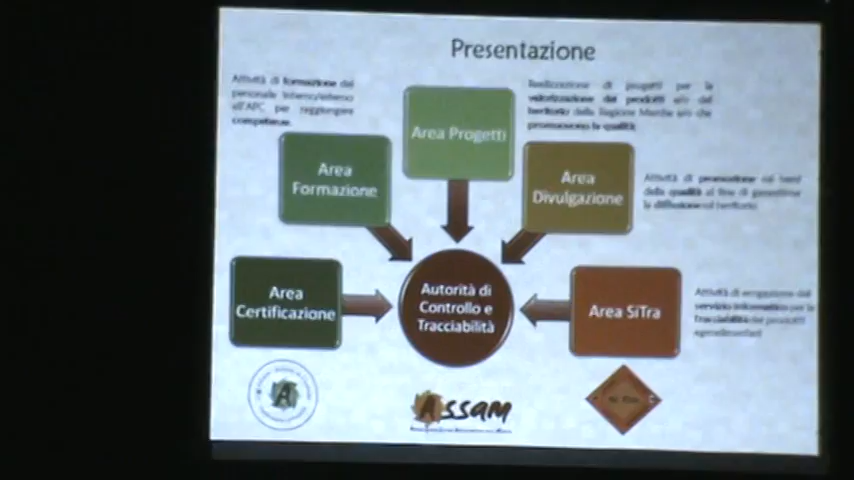 Presentazione
Attività di formazione del
personale interno/esterno
all'APC per raggiungere
competenze.
Area Progetti
Realizzazione di progetti per la
valorizzazione dei prodotti e/o del
territorio della Regione Marche e/o che
promuovono la qualità
Area
Formazione
Area
Divulgazione
Attività di promozione sui
della qualità al fine di garantirne
la diffusione sul territorio
Area
Certificazione
Autorità di
Controllo e
Tracciabilità
Area SiTra
Attività di erogazione del
servizio informatico per la
tracciabilità dei prodotti
agroalimentari
A
Assam